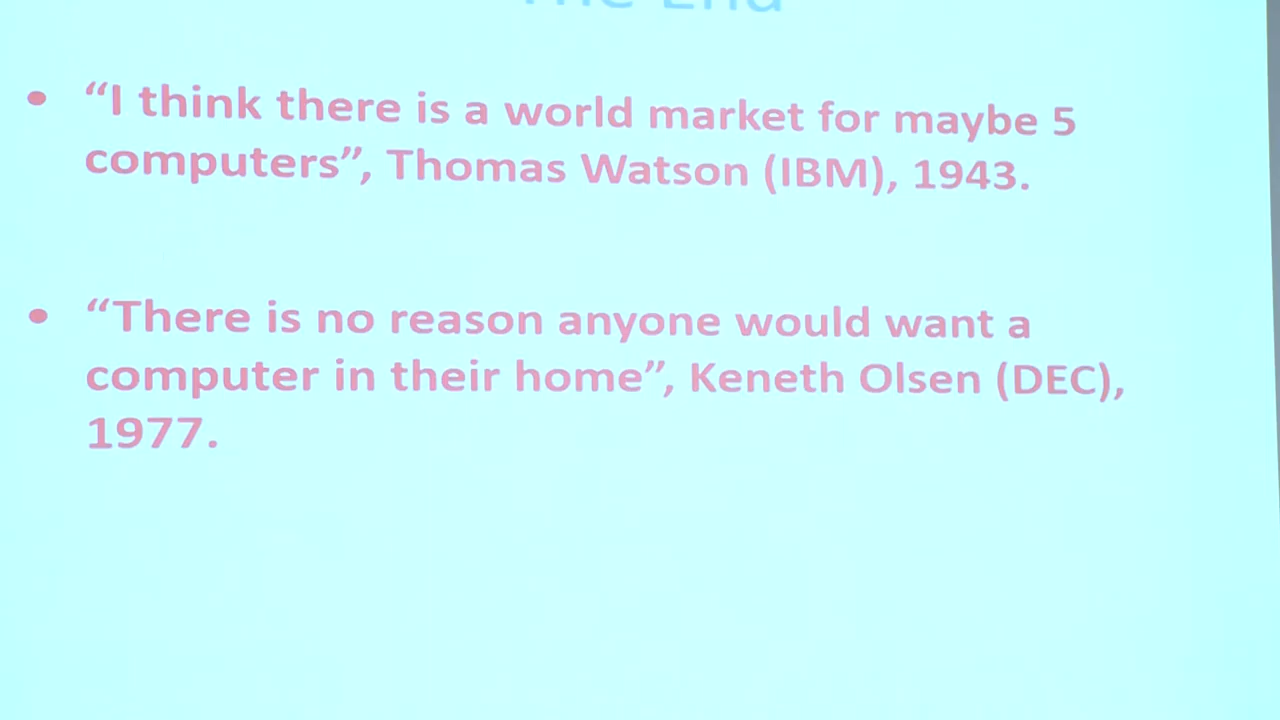 The End
• “I think there is a world market for maybe 5
computers”, Thomas Watson (IBM), 1943.
• “There is no reason anyone would want a
computer in their home”, Keneth Olsen (DEC),
1977.